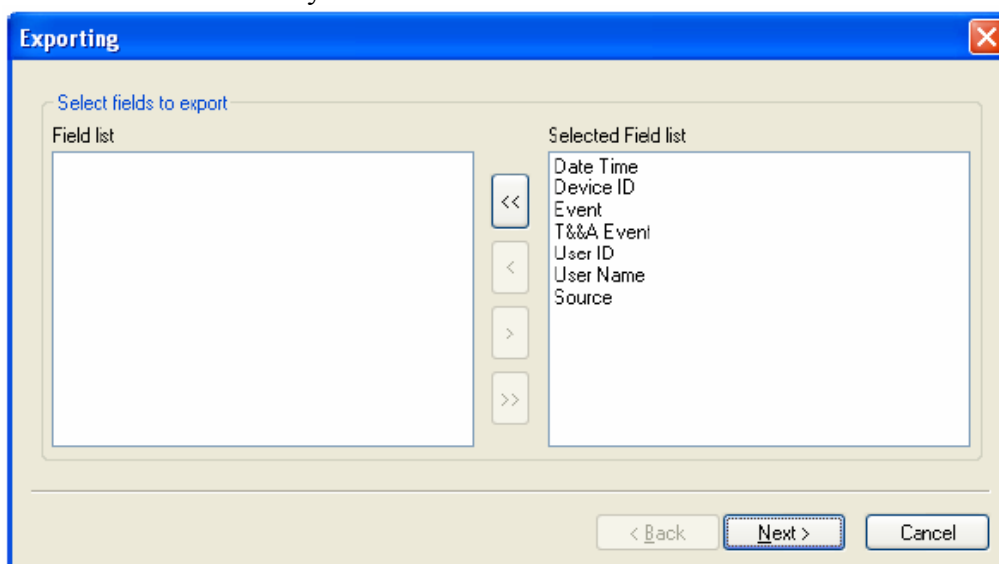 Exporting
Select fields to export
Field list
Selected Field list
Date Time
Device ID
Event
T&&A Event
User ID
User Name
Source
<<
<
>
>>
< Back
Next >
Cancel